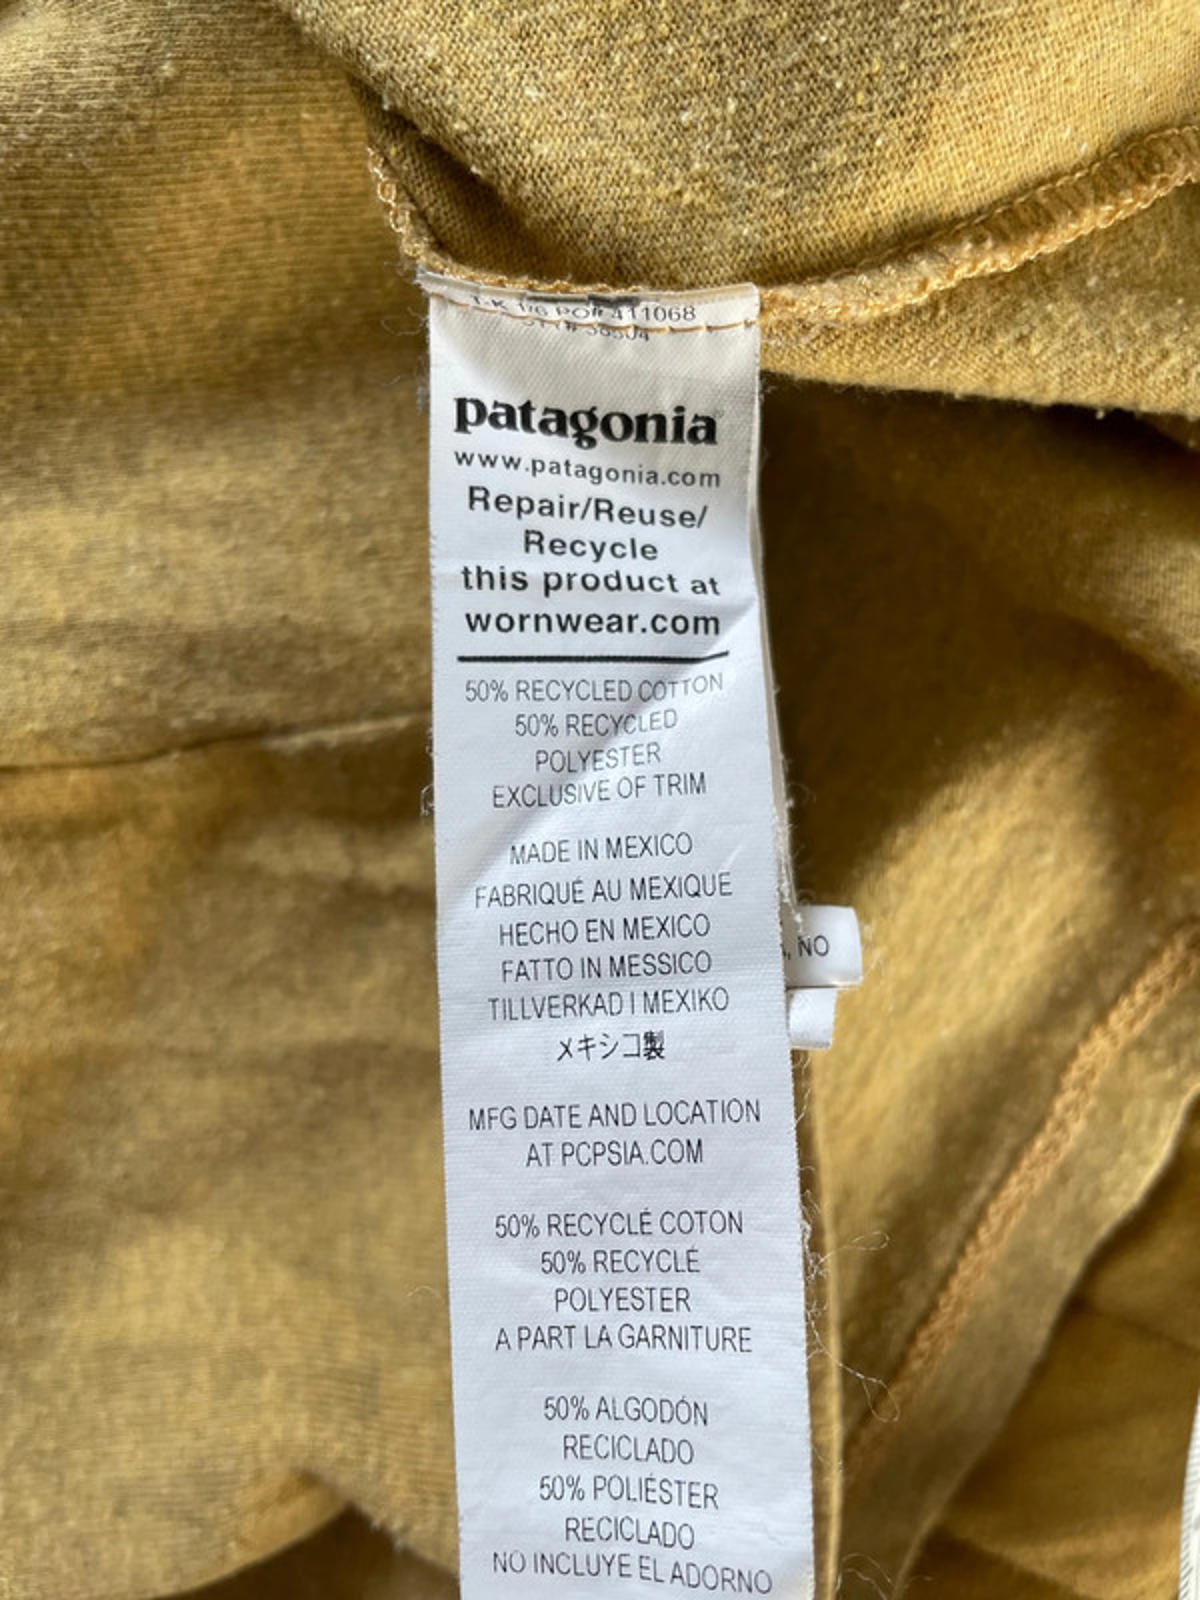 PO# 411068
patagonia
www.patagonia.com
Repair/Reuse/
Recycle
this product at
wornwear.com
50% RECYCLED COTTON
50% RECYCLED
POLYESTER
EXCLUSIVE OF TRIM
MADE IN MEXICO
FABRIQUÉ AU MEXIQUE
HECHO EN MEXICO
FATTO IN MESSICO
TILLVERKAD I MEXIKO
メキシコ製
MFG DATE AND LOCATION
AT PCPSIA.COM
50% RECYCLÉ COTON
50% RECYCLÉ
POLYESTER
A PART LA GARNITURE
50% ALGODÓN
RECICLADO
50% POLIÉSTER
RECICLADO
NO INCLUYE EL ADORNO
NO